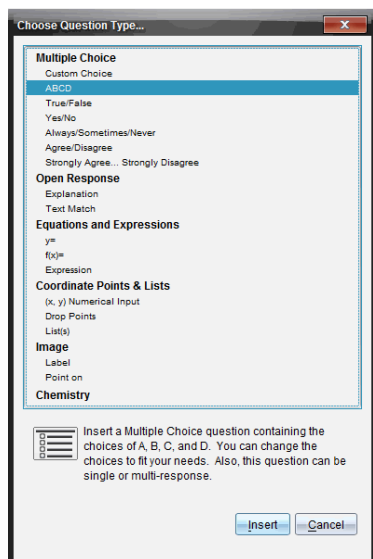 Choose Question Type...
Multiple Choice
Custom Choice
ABCD
True/False
Yes/No
Always/Sometimes/Never
Agree/Disagree
Strongly Agree... Strongly Disagree
Open Response
Explanation
Text Match
Equations and Expressions
y=
f(x)=
Expression
Coordinate Points & Lists
(x, y) Numerical Input
Drop Points
List(s)
Image
Label
Point on
Chemistry
Insert a Multiple Choice question containing the
choices of A, B, C, and D. You can change the
choices to fit your needs. Also, this question can be
single or multi-response.
Insert Cancel